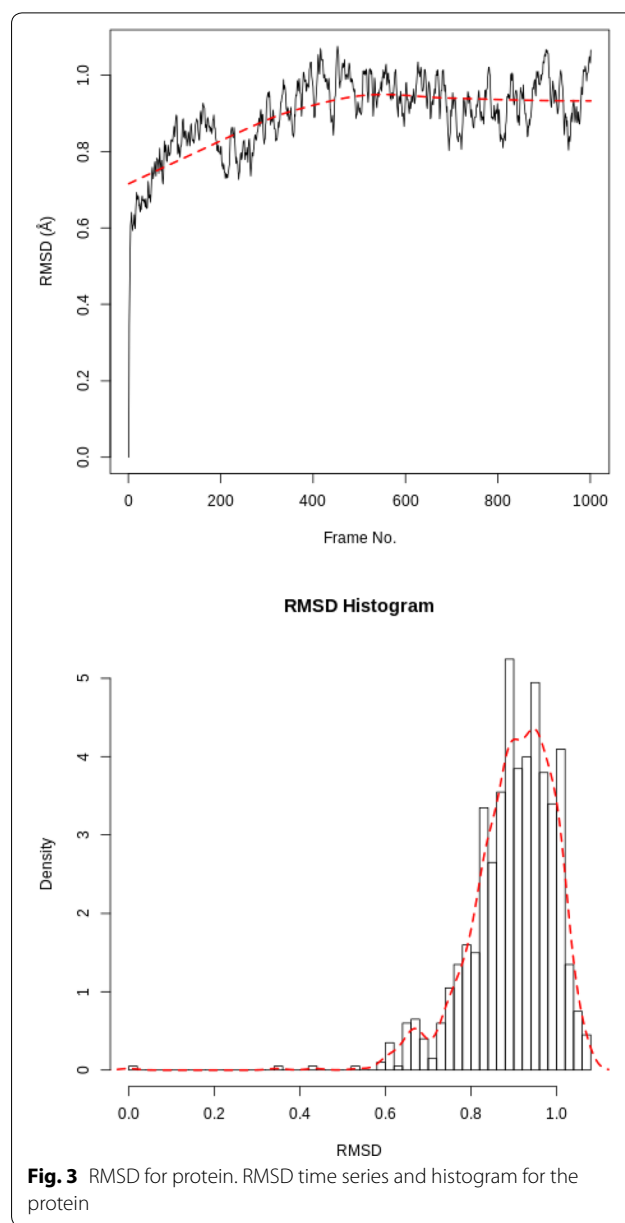 1.0
0.8
0.6
0.4
0.2
0.0
RMSD (Å)
0 200 400 600 800 1000
Frame No.
RMSD Histogram
5
4
3
2
1
0
Density
0.0 0.2 0.4 0.6 0.8 1.0
RMSD
Fig. 3 RMSD for protein. RMSD time series and histogram for the
protein